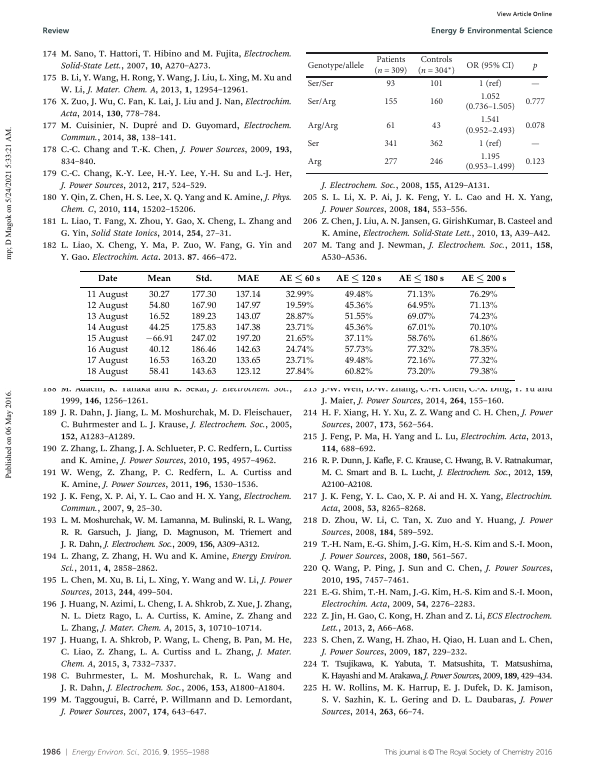 View Article Online
Review
Energy & Environmental Science
174 M. Sano, T. Hattori, T. Hibino and M. Fujita, Electrochem.
Solid-State Lett., 2007, 10, A270–A273.
175 B. Li, Y. Wang, H. Rong, Y. Wang, J. Liu, L. Xing, M. Xu and
W. Li, J. Mater. Chem. A, 2013, 1, 12954–12961.
176 X. Zuo, J. Wu, C. Fan, K. Lai, J. Liu and J. Nan, Electrochim.
Acta, 2014, 130, 778–784.
177 M. Cuisinier, N. Dupré and D. Guyomard, Electrochem.
Commun., 2014, 38, 138–141.
178 C.-C. Chang and T.-K. Chen, J. Power Sources, 2009, 193,
834–840.
179 C.-C. Chang, K.-Y. Lee, H.-Y. Lee, Y.-H. Su and L.-J. Her,
J. Power Sources, 2012, 217, 524–529.
180 Y. Qin, Z. Chen, H. S. Lee, X. Q. Yang and K. Amine, J. Phys.
Chem. C, 2010, 114, 15202–15206.
181 L. Liao, T. Fang, X. Zhou, Y. Gao, X. Cheng, L. Zhang and
G. Yin, Solid State Ionics, 2014, 254, 27–31.
182 L. Liao, X. Cheng, Y. Ma, P. Zuo, W. Fang, G. Yin and
Y. Gao, Electrochim. Acta, 2013, 87, 466–472.
Genotype/allele Patients (n = 309) Controls (n = 304*) OR (95% CI) p
Ser/Ser 93 101 1 (ref) —
Ser/Arg 155 160 1.052 (0.736–1.505) 0.777
Arg/Arg 61 43 1.541 (0.952–2.493) 0.078
Ser 341 362 1 (ref) —
Arg 277 246 1.195 (0.953–1.499) 0.123
J. Electrochem. Soc., 2008, 155, A129–A131.
205 S. L. Li, X. P. Ai, J. K. Feng, Y. L. Cao and H. X. Yang,
J. Power Sources, 2008, 184, 553–556.
206 Z. Chen, J. Liu, A. N. Jansen, G. GirishKumar, B. Casteel and
K. Amine, Electrochem. Solid-State Lett., 2010, 13, A39–A42.
207 M. Tang and J. Newman, J. Electrochem. Soc., 2011, 158,
A530–A536.
Date Mean Std. MAE AE ≤ 60 s AE ≤ 120 s AE ≤ 180 s AE ≤ 200 s
11 August 30.27 177.30 137.14 32.99% 49.48% 71.13% 76.29%
12 August 54.80 167.90 147.97 19.59% 45.36% 64.95% 71.13%
13 August 16.52 189.23 143.07 28.87% 51.55% 69.07% 74.23%
14 August 44.25 175.83 147.38 23.71% 45.36% 67.01% 70.10%
15 August −66.91 247.02 197.20 21.65% 37.11% 58.76% 61.86%
16 August 40.12 186.46 142.63 24.74% 57.73% 77.32% 78.35%
17 August 16.53 163.20 133.65 23.71% 49.48% 72.16% 77.32%
18 August 58.41 143.63 123.12 27.84% 60.82% 73.20% 79.38%
188 M. Adachi, K. Tanaka and K. Sekai, J. Electrochem. Soc.,
1999, 146, 1256–1261.
189 J. R. Dahn, J. Jiang, L. M. Moshurchak, M. D. Fleischauer,
C. Buhrmester and L. J. Krause, J. Electrochem. Soc., 2005,
152, A1283–A1289.
190 Z. Zhang, L. Zhang, J. A. Schlueter, P. C. Redfern, L. Curtiss
and K. Amine, J. Power Sources, 2010, 195, 4957–4962.
191 W. Weng, Z. Zhang, P. C. Redfern, L. A. Curtiss and
K. Amine, J. Power Sources, 2011, 196, 1530–1536.
192 J. K. Feng, X. P. Ai, Y. L. Cao and H. X. Yang, Electrochem.
Commun., 2007, 9, 25–30.
193 L. M. Moshurchak, W. M. Lamanna, M. Bulinski, R. L. Wang,
R. R. Garsuch, J. Jiang, D. Magnuson, M. Triemert and
J. R. Dahn, J. Electrochem. Soc., 2009, 156, A309–A312.
194 L. Zhang, Z. Zhang, H. Wu and K. Amine, Energy Environ.
Sci., 2011, 4, 2858–2862.
195 L. Chen, M. Xu, B. Li, L. Xing, Y. Wang and W. Li, J. Power
Sources, 2013, 244, 499–504.
196 J. Huang, N. Azimi, L. Cheng, I. A. Shkrob, Z. Xue, J. Zhang,
N. L. Dietz Rago, L. A. Curtiss, K. Amine, Z. Zhang and
L. Zhang, J. Mater. Chem. A, 2015, 3, 10710–10714.
197 J. Huang, I. A. Shkrob, P. Wang, L. Cheng, B. Pan, M. He,
C. Liao, Z. Zhang, L. A. Curtiss and L. Zhang, J. Mater.
Chem. A, 2015, 3, 7332–7337.
198 C. Buhrmester, L. M. Moshurchak, R. L. Wang and
J. R. Dahn, J. Electrochem. Soc., 2006, 153, A1800–A1804.
199 M. Taggougui, B. Carré, P. Willmann and D. Lemordant,
J. Power Sources, 2007, 174, 643–647.
213 J.-W. Wen, D.-W. Zhang, C.-H. Chen, C.-X. Ding, Y. Yu and
J. Maier, J. Power Sources, 2014, 264, 155–160.
214 H. F. Xiang, H. Y. Xu, Z. Z. Wang and C. H. Chen, J. Power
Sources, 2007, 173, 562–564.
215 J. Feng, P. Ma, H. Yang and L. Lu, Electrochim. Acta, 2013,
114, 688–692.
216 R. P. Dunn, J. Kafle, F. C. Krause, C. Hwang, B. V. Ratnakumar,
M. C. Smart and B. L. Lucht, J. Electrochem. Soc., 2012, 159,
A2100–A2108.
217 J. K. Feng, Y. L. Cao, X. P. Ai and H. X. Yang, Electrochim.
Acta, 2008, 53, 8265–8268.
218 D. Zhou, W. Li, C. Tan, X. Zuo and Y. Huang, J. Power
Sources, 2008, 184, 589–592.
219 T.-H. Nam, E.-G. Shim, J.-G. Kim, H.-S. Kim and S.-I. Moon,
J. Power Sources, 2008, 180, 561–567.
220 Q. Wang, P. Ping, J. Sun and C. Chen, J. Power Sources,
2010, 195, 7457–7461.
221 E.-G. Shim, T.-H. Nam, J.-G. Kim, H.-S. Kim and S.-I. Moon,
Electrochim. Acta, 2009, 54, 2276–2283.
222 Z. Jin, H. Gao, C. Kong, H. Zhan and Z. Li, ECS Electrochem.
Lett., 2013, 2, A66–A68.
223 S. Chen, Z. Wang, H. Zhao, H. Qiao, H. Luan and L. Chen,
J. Power Sources, 2009, 187, 229–232.
224 T. Tsujikawa, K. Yabuta, T. Matsushita, T. Matsushima,
K. Hayashi and M. Arakawa, J. Power Sources, 2009, 189, 429–434.
225 H. W. Rollins, M. K. Harrup, E. J. Dufek, D. K. Jamison,
S. V. Sazhin, K. L. Gering and D. L. Daubaras, J. Power
Sources, 2014, 263, 66–74.
1986 | Energy Environ. Sci., 2016, 9, 1955–1988
This journal is © The Royal Society of Chemistry 2016
mp; D Magak on 5/24/2021 5:33:21 AM.
Published on 06 May 2016.